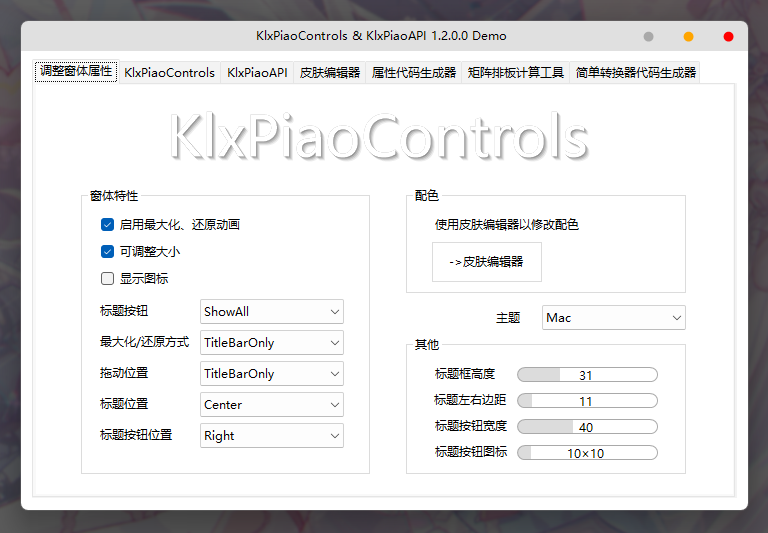 KlxPiaoControls & KlxPiaoAPI 1.2.0.0 Demo
调整窗体属性 KlxPiaoControls KlxPiaoAPI 皮肤编辑器 属性代码生成器 矩阵排板计算工具 简单转换器代码生成器
KlxPiaoControls
窗体特性
启用最大化、还原动画
可调整大小
显示图标
标题按钮 ShowAll
最大化/还原方式 TitleBarOnly
拖动位置 TitleBarOnly
标题位置 Center
标题按钮位置 Right
配色
使用皮肤编辑器以修改配色
->皮肤编辑器
主题 Mac
其他
标题框高度 31
标题左右边距 11
标题按钮宽度 40
标题按钮图标 10×10